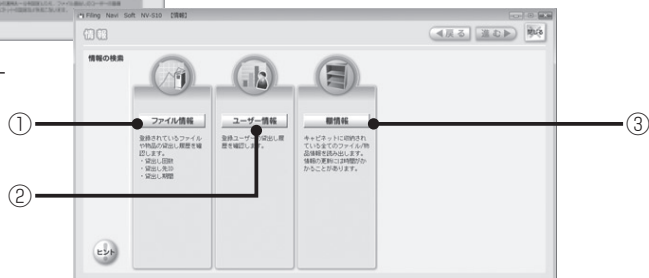 Filing Navi Soft NV-S10 【情報】
戻る 進む 閉じる
情報の検索
① ファイル情報 ユーザー情報 棚情報 ③
登録されているファイル
や物品の貸出し履歴を確
認します。
・貸出し回数
・貸出し先
・貸出し期間
登録ユーザーの貸出し履
歴を確認します。
キャビネットに収納され
ている全てのファイル/物
品情報を読み出します。
情報の更新には時間がか
かることがあります。
②
ヒント